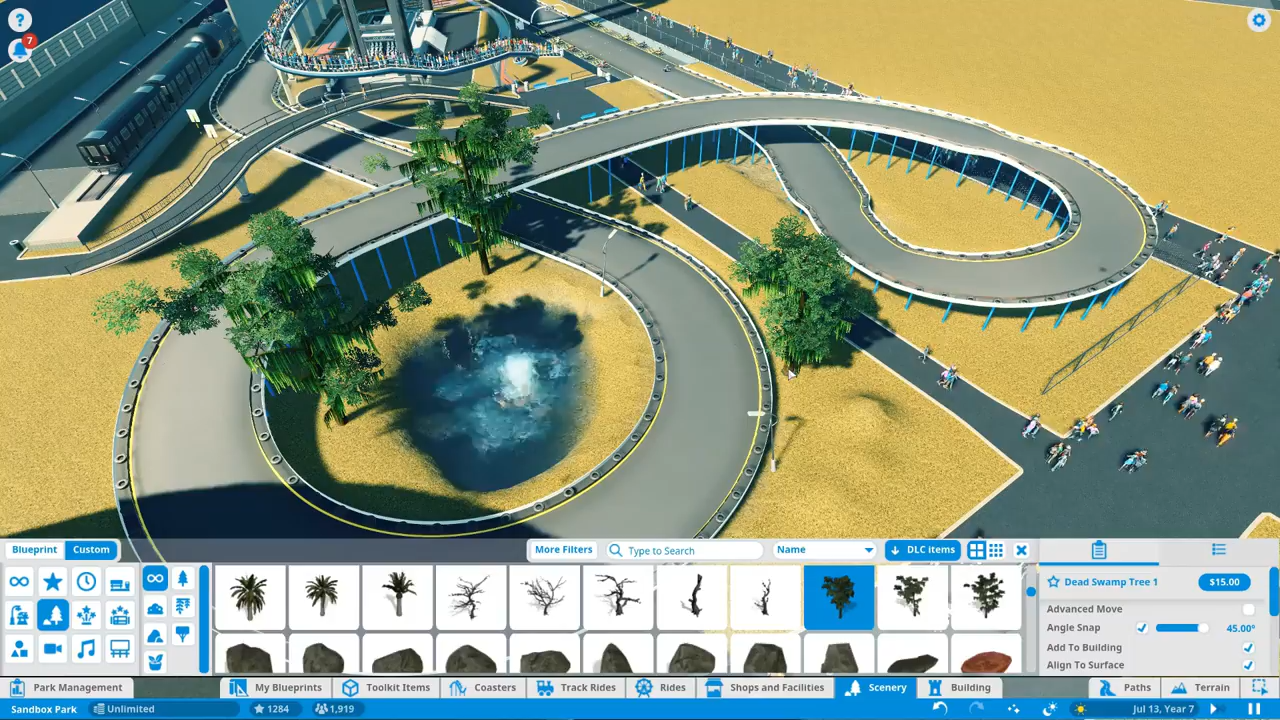 ?
7
Blueprint
Custom
More Filters
Type to Search
Name
DLC items
Dead Swamp Tree 1
$15.00
Advanced Move
Angle Snap
45.00°
Add To Building
Align To Surface
Park Management
My Blueprints
Toolkit Items
Coasters
Track Rides
Rides
Shops and Facilities
Scenery
Building
Paths
Terrain
Sandbox Park
Unlimited
1284
1,919
Jul 13, Year 7